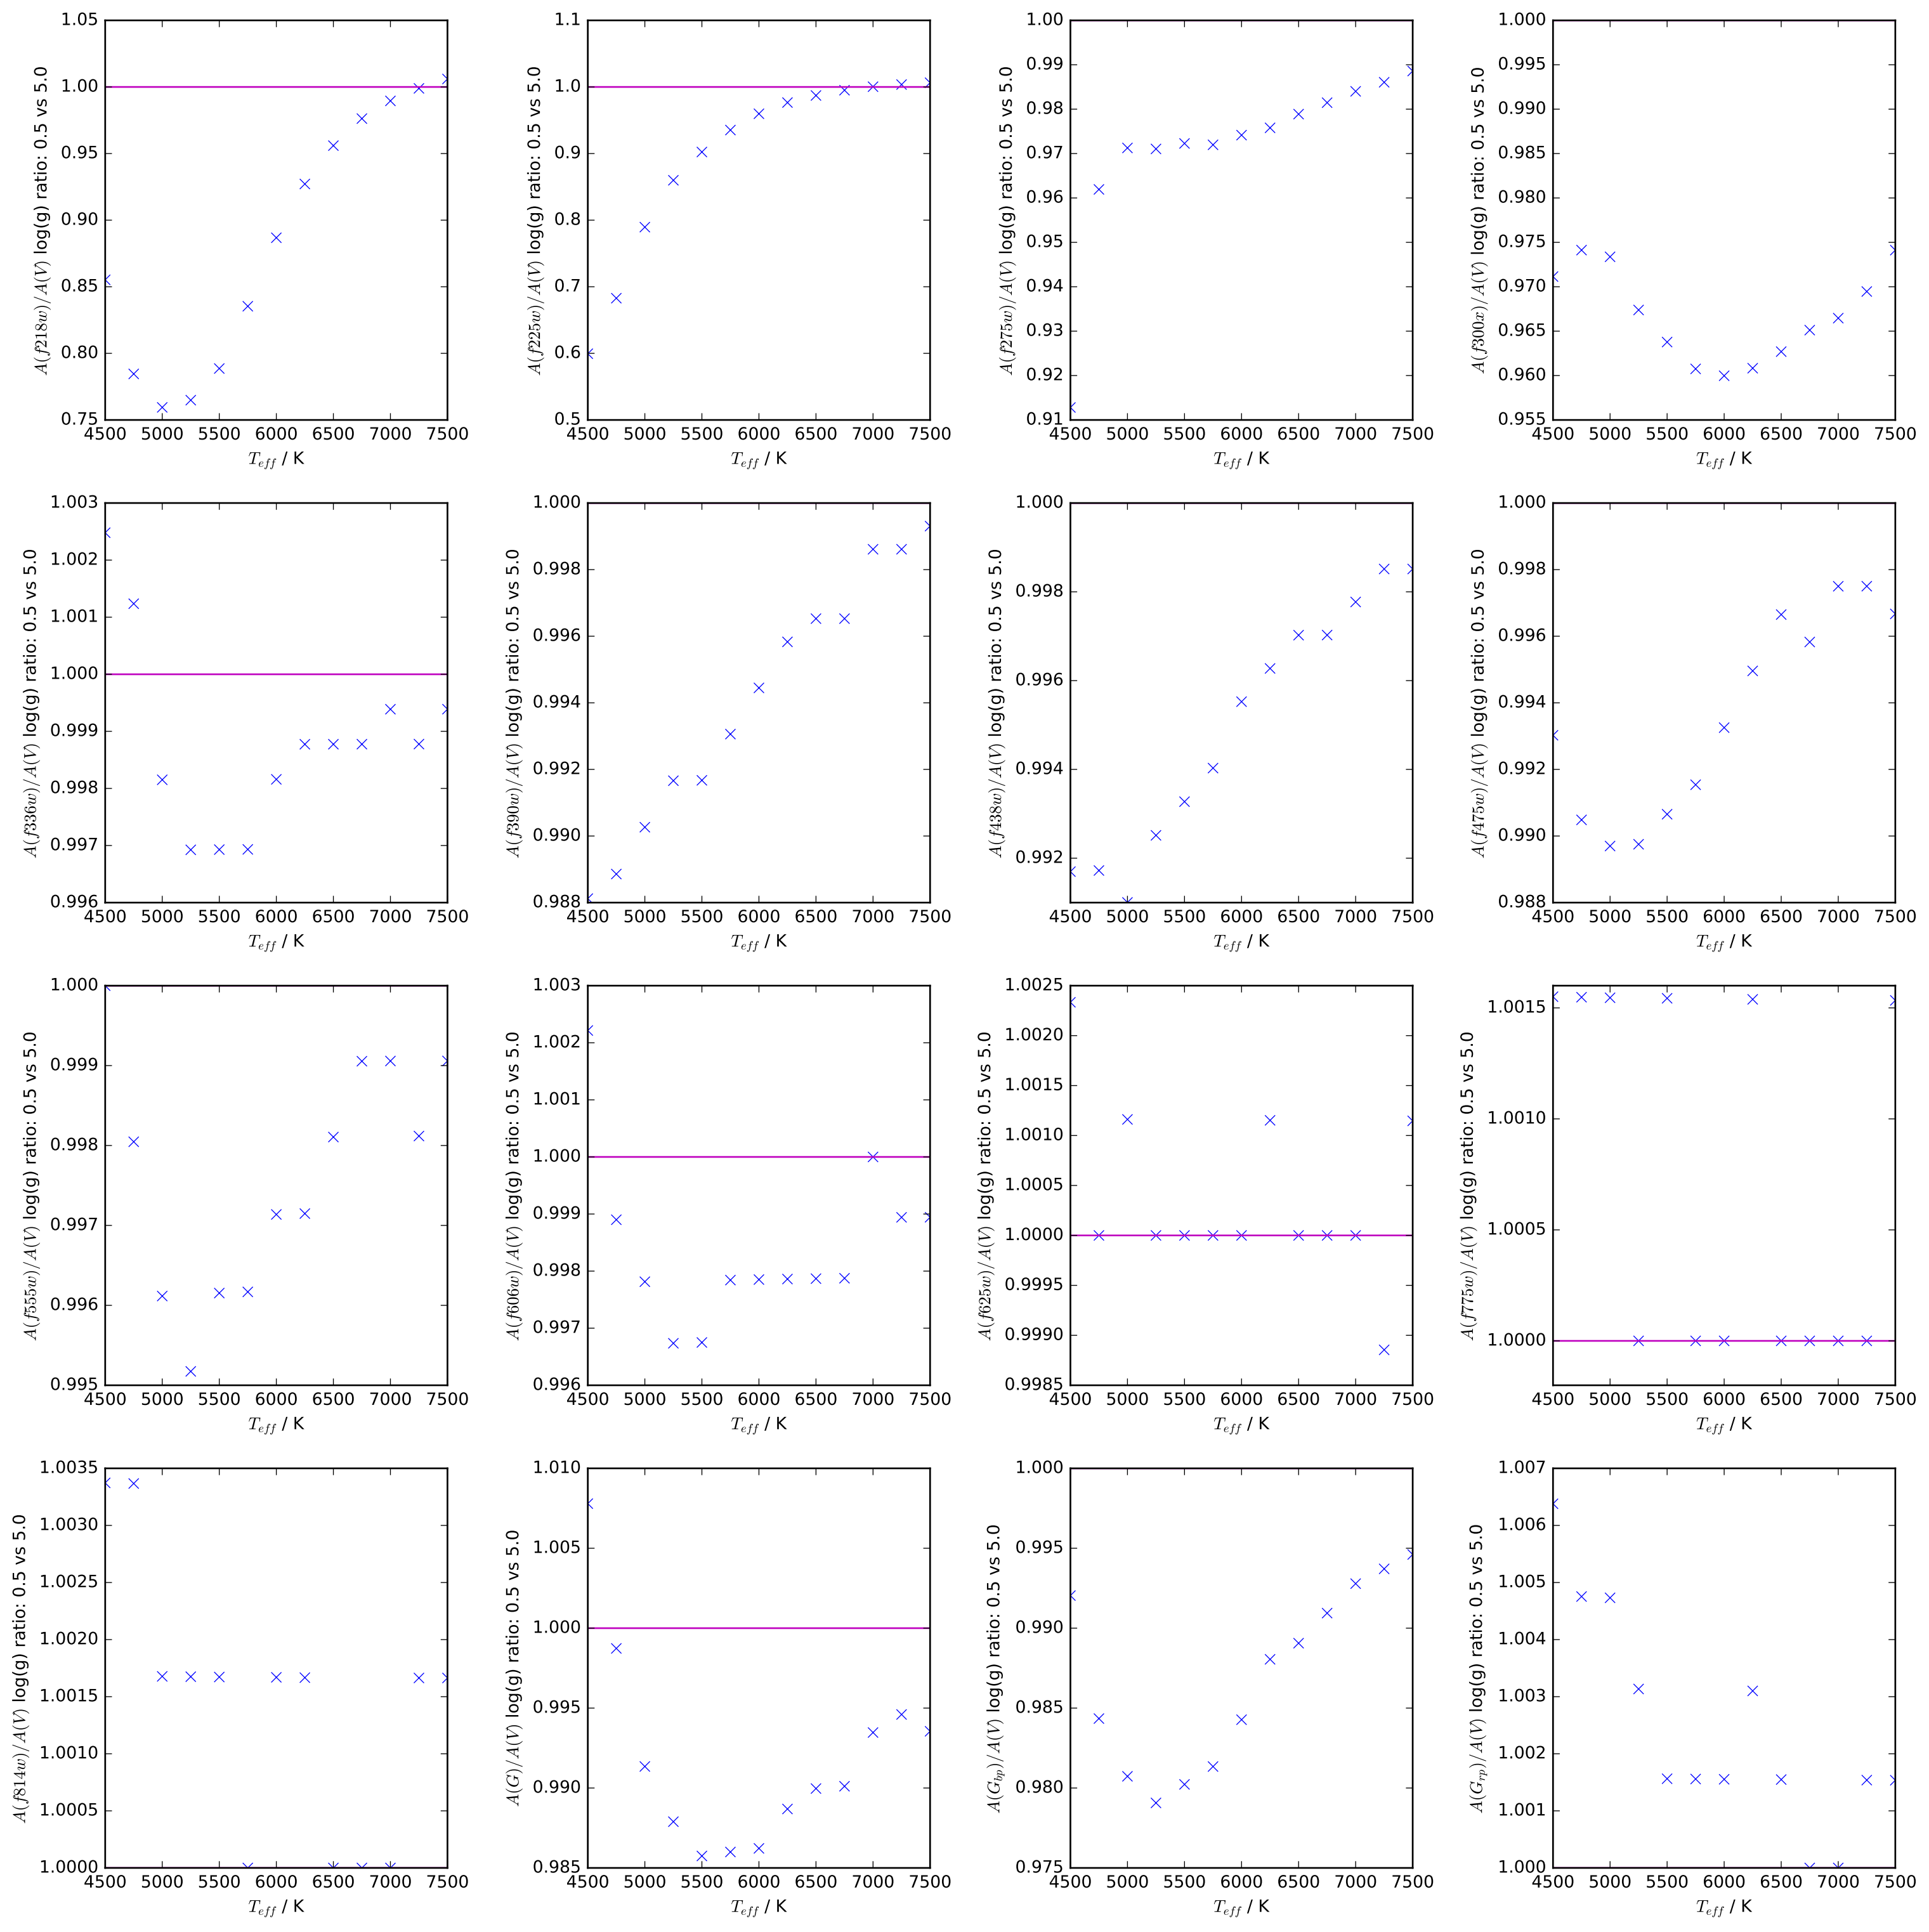 A(f218w)/A(V) log(g) ratio: 0.5 vs 5.0
1.05
1.00
0.95
0.90
0.85
0.80
0.75
4500 5000 5500 6000 6500 7000 7500
T_eff / K
A(f225w)/A(V) log(g) ratio: 0.5 vs 5.0
1.1
1.0
0.9
0.8
0.7
0.6
0.5
4500 5000 5500 6000 6500 7000 7500
T_eff / K
A(f275w)/A(V) log(g) ratio: 0.5 vs 5.0
1.00
0.99
0.98
0.97
0.96
0.95
0.94
0.93
0.92
0.91
4500 5000 5500 6000 6500 7000 7500
T_eff / K
A(f300x)/A(V) log(g) ratio: 0.5 vs 5.0
1.000
0.995
0.990
0.985
0.980
0.975
0.970
0.965
0.960
0.955
4500 5000 5500 6000 6500 7000 7500
T_eff / K
A(f336w)/A(V) log(g) ratio: 0.5 vs 5.0
1.003
1.002
1.001
1.000
0.999
0.998
0.997
0.996
4500 5000 5500 6000 6500 7000 7500
T_eff / K
A(f390w)/A(V) log(g) ratio: 0.5 vs 5.0
1.000
0.998
0.996
0.994
0.992
0.990
0.988
4500 5000 5500 6000 6500 7000 7500
T_eff / K
A(f438w)/A(V) log(g) ratio: 0.5 vs 5.0
1.000
0.998
0.996
0.994
0.992
4500 5000 5500 6000 6500 7000 7500
T_eff / K
A(f475w)/A(V) log(g) ratio: 0.5 vs 5.0
1.000
0.998
0.996
0.994
0.992
0.990
0.988
4500 5000 5500 6000 6500 7000 7500
T_eff / K
A(f555w)/A(V) log(g) ratio: 0.5 vs 5.0
1.000
0.999
0.998
0.997
0.996
0.995
4500 5000 5500 6000 6500 7000 7500
T_eff / K
A(f606w)/A(V) log(g) ratio: 0.5 vs 5.0
1.003
1.002
1.001
1.000
0.999
0.998
0.997
0.996
4500 5000 5500 6000 6500 7000 7500
T_eff / K
A(f625w)/A(V) log(g) ratio: 0.5 vs 5.0
1.0025
1.0020
1.0015
1.0010
1.0005
1.0000
0.9995
0.9990
0.9985
4500 5000 5500 6000 6500 7000 7500
T_eff / K
A(f775w)/A(V) log(g) ratio: 0.5 vs 5.0
1.0015
1.0010
1.0005
1.0000
4500 5000 5500 6000 6500 7000 7500
T_eff / K
A(f814w)/A(V) log(g) ratio: 0.5 vs 5.0
1.0035
1.0030
1.0025
1.0020
1.0015
1.0010
1.0005
1.0000
4500 5000 5500 6000 6500 7000 7500
T_eff / K
A(G)/A(V) log(g) ratio: 0.5 vs 5.0
1.010
1.005
1.000
0.995
0.990
0.985
4500 5000 5500 6000 6500 7000 7500
T_eff / K
A(G_bp)/A(V) log(g) ratio: 0.5 vs 5.0
1.000
0.995
0.990
0.985
0.980
0.975
4500 5000 5500 6000 6500 7000 7500
T_eff / K
A(G_rp)/A(V) log(g) ratio: 0.5 vs 5.0
1.007
1.006
1.005
1.004
1.003
1.002
1.001
1.000
4500 5000 5500 6000 6500 7000 7500
T_eff / K